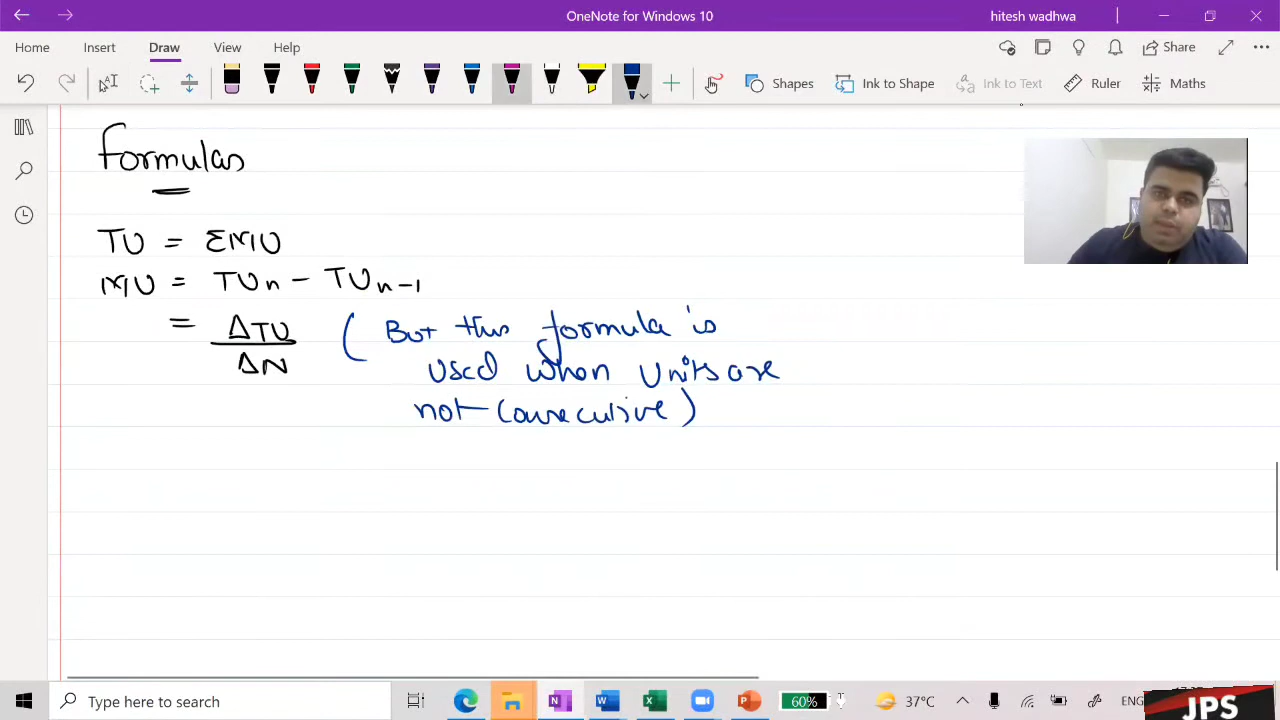 OneNote for Windows 10
hitesh wadhwa
Home Insert Draw View Help
Share
Shapes Ink to Shape Ink to Text Ruler Maths
Formulas
TU = ΣMU
MU = TUn - TUn-1
= ΔTU
ΔN
( But this formula is
used when units are
not consecutive )
Type here to search
60%
37°C
ENG
JPS